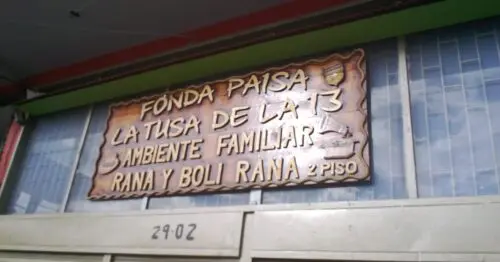 FONDA PAISA
LA TUSA DE LA 13
AMBIENTE FAMILIAR
RANA Y BOLI RANA 2 PISO
29-02